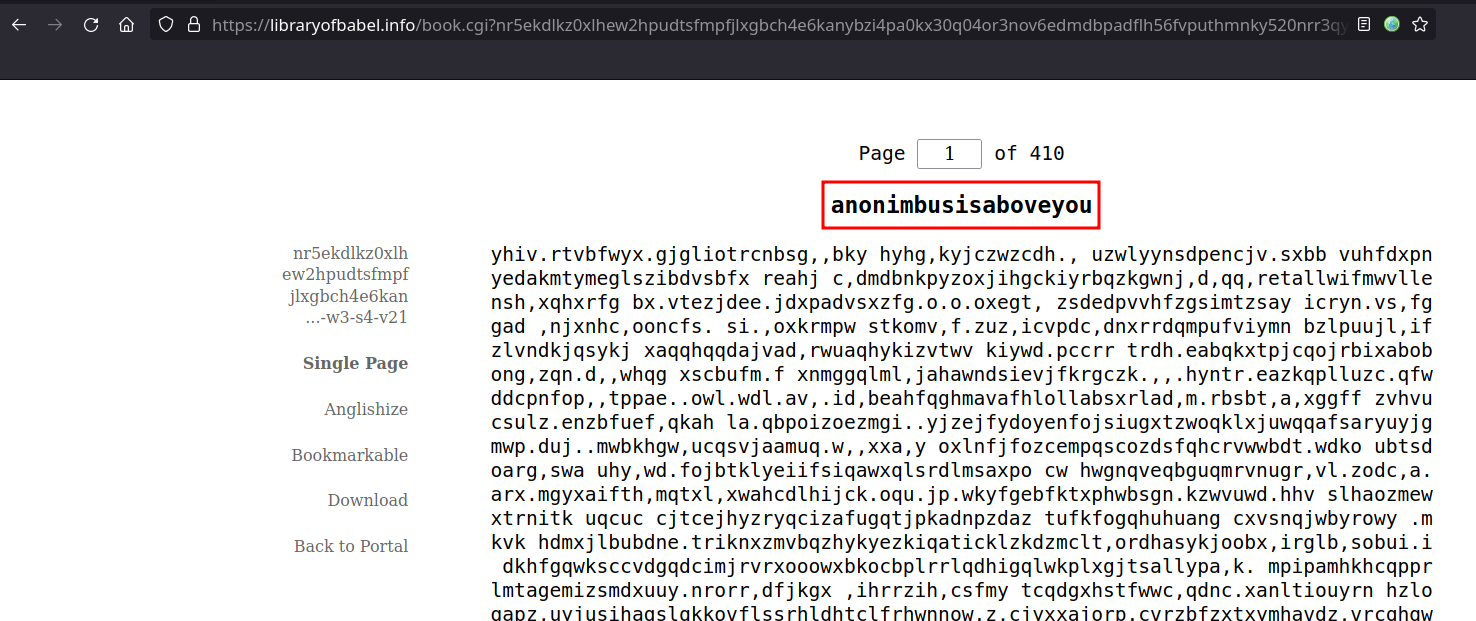 https://libraryofbabel.info/book.cgi?nr5ekdlkz0xlhew2hpudtsfmpfjlxgbch4e6kanybzi4pa0kx30q04or3nov6edmdbpadflh56fvputhmnky520nrr3qy
Page 1 of 410
anonimbusisaboveyou
nr5ekdlkz0xlh
ew2hpudtsfmpf
jlxgbch4e6kan
...-w3-s4-v21
Single Page
Anglishize
Bookmarkable
Download
Back to Portal
yhiv.rtvbfwyx.gjgliotrcnbsg,,bky hyhg,kyjczwzcdh., uzwlyynsdpencjv.sxbb vuhfdxpn
yedakmtymeglszibdvsbfx reahj c,dmdbnkpyzoxjihgckiyrbqzkgwnj,d,qq,retallwifmwvlle
nsh,xqhxrfg bx.vtezjdee.jdxpadvsxzfg.o.o.oxegt, zsdedpvvhfzgsimtzsay icryn.vs,fg
gad ,njxnhc,ooncfs. si.,oxkrmpw stkomv,f.zuz,icvpdc,dnxrrdqmpufviymn bzlpuujl,if
zlvndkjqsykj xaqqhqqdajvad,rwuaqhykizvtwv kiywd.pccrr trdh.eabqkxtpjcqojrbixabob
ong,zqn.d,,whqg xscbufm.f xnmggqlml,jahawndsievjfkrgczk.,,.hyntr.eazkqplluzc.qfw
ddcpnfop,,tppae..owl.wdl.av,.id,beahfqghmavafhlollabsxrlad,m.rbsbt,a,xggff zvhvu
csulz.enzbfuef,qkah la.qbpoizoezmgi..yjzejfydoyenfojsiugxtzwoqklxjuwqqafsaryuyjg
mwp.duj..mwbkhgw,ucqsvjaamuq.w,,xxa,y oxlnfjfozcempqscozdsfqhcrvwwbdt.wdko ubtsd
oarg,swa uhy,wd.fojbtklyeiifsiqawxqlsrdlmsaxpo cw hwgnqveqbguqmrvnugr,vl.zodc,a.
arx.mgyxaifth,mqtxl,xwahcdlhijck.oqu.jp.wkyfgebfktxphwbsgn.kzwvuwd.hhv slhaozmew
xtrnitk uqcuc cjtcejhyzryqcizafugqtjpkadnpzdaz tufkfogqhuhuang cxvsnqjwbyrowy .m
kvk hdmxjlbubdne.triknxzmvbqzhykyezkiqaticklzkdzmclt,ordhasykjoobx,irglb,sobui.i
 dkhfgqwksccvdgqdcimjrvrxooowxbkocbplrrlqdhigqlwkplxgjtsallypa,k. mpipamhkhcqppr
lmtagemizsmdxuuy.nrorr,dfjkgx ,ihrrzih,csfmy tcqdgxhstfwwc,qdnc.xanltiouyrn hzlo